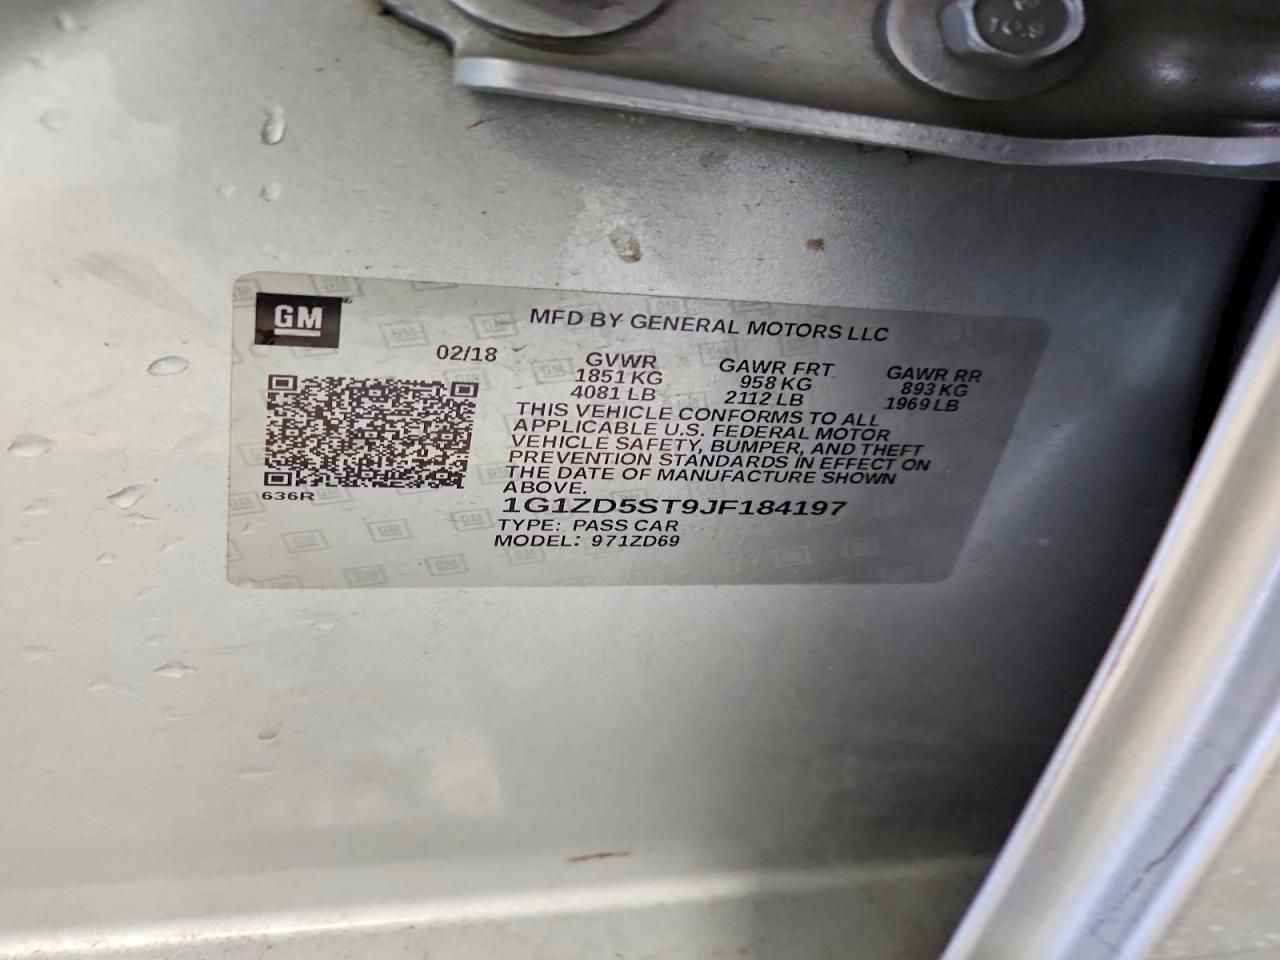 10.9
GM
MFD BY GENERAL MOTORS LLC
02/18
GVWR GAWR FRT GAWR RR
1851 KG 958 KG 893 KG
4081 LB 2112 LB 1969 LB
THIS VEHICLE CONFORMS TO ALL
APPLICABLE U.S. FEDERAL MOTOR
VEHICLE SAFETY, BUMPER, AND THEFT
PREVENTION STANDARDS IN EFFECT ON
THE DATE OF MANUFACTURE SHOWN
ABOVE.
636R
1G1ZD5ST9JF184197
TYPE: PASS CAR
MODEL: 971ZD69